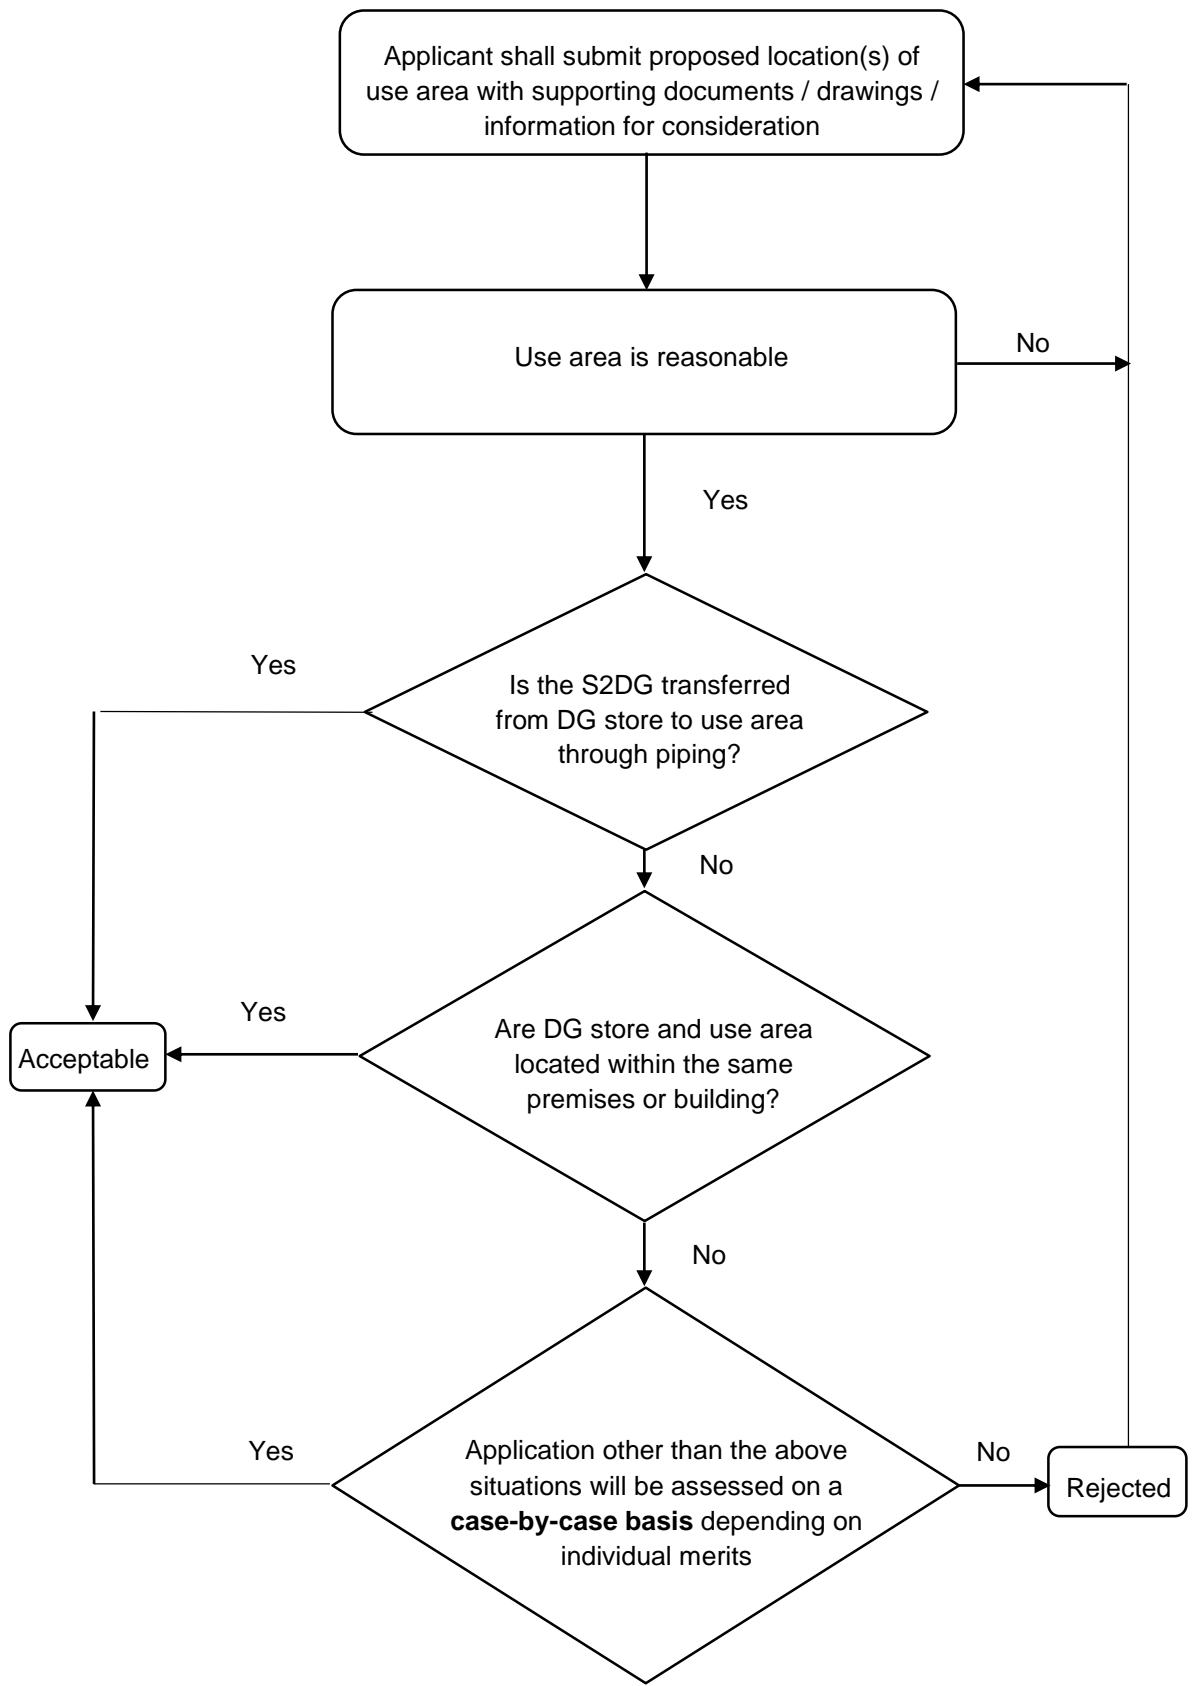 Applicant shall submit proposed location(s) of
use area with supporting documents / drawings /
information for consideration
Use area is reasonable
No
Yes
Yes
Is the S2DG transferred
from DG store to use area
through piping?
No
Yes
Acceptable
Are DG store and use area
located within the same
premises or building?
No
Yes
Application other than the above
situations will be assessed on a
case-by-case basis depending on
individual merits
No
Rejected